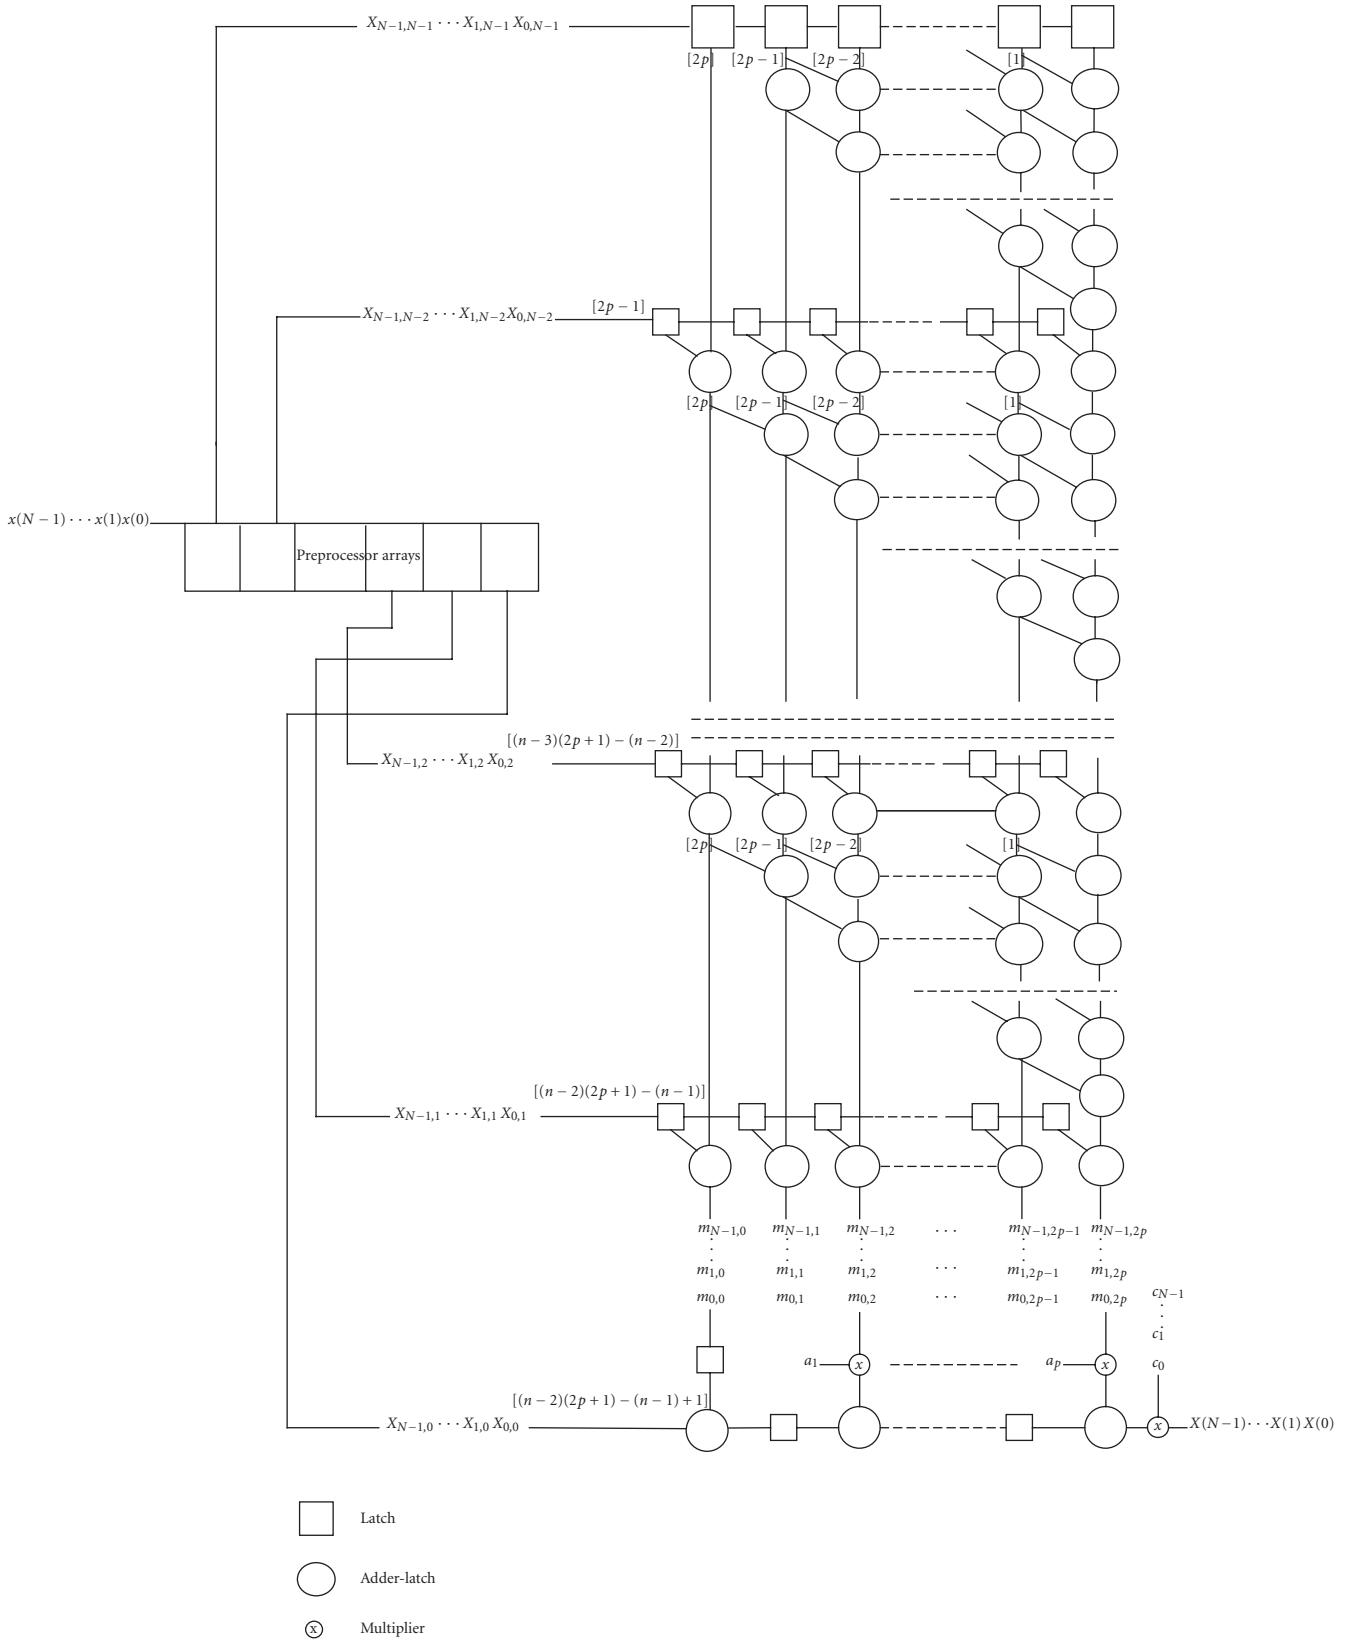 X_{N−1,N−1} ··· X_{1,N−1} X_{0,N−1}
[2p] [2p − 1] [2p − 2] [1]
X_{N−1,N−2} ··· X_{1,N−2} X_{0,N−2} [2p − 1]
[2p] [2p − 1] [2p − 2] [1]
x(N − 1) ··· x(1)x(0)
Preprocessor arrays
[(n − 3)(2p + 1) − (n − 2)]
X_{N−1,2} ··· X_{1,2} X_{0,2}
[2p] [2p − 1] [2p − 2] [1]
[(n − 2)(2p + 1) − (n − 1)]
X_{N−1,1} ··· X_{1,1} X_{0,1}
m_{N−1,0} m_{N−1,1} m_{N−1,2} ··· m_{N−1,2p−1} m_{N−1,2p}
⋮ ⋮ ⋮ ⋮ ⋮
m_{1,0} m_{1,1} m_{1,2} ··· m_{1,2p−1} m_{1,2p}
m_{0,0} m_{0,1} m_{0,2} ··· m_{0,2p−1} m_{0,2p} c_{N−1}
⋮
c_1
a_1 x a_p x c_0
[(n − 2)(2p + 1) − (n − 1) + 1]
X_{N−1,0} ··· X_{1,0} X_{0,0} x X(N−1) ··· X(1) X(0)
Latch
Adder-latch
x Multiplier